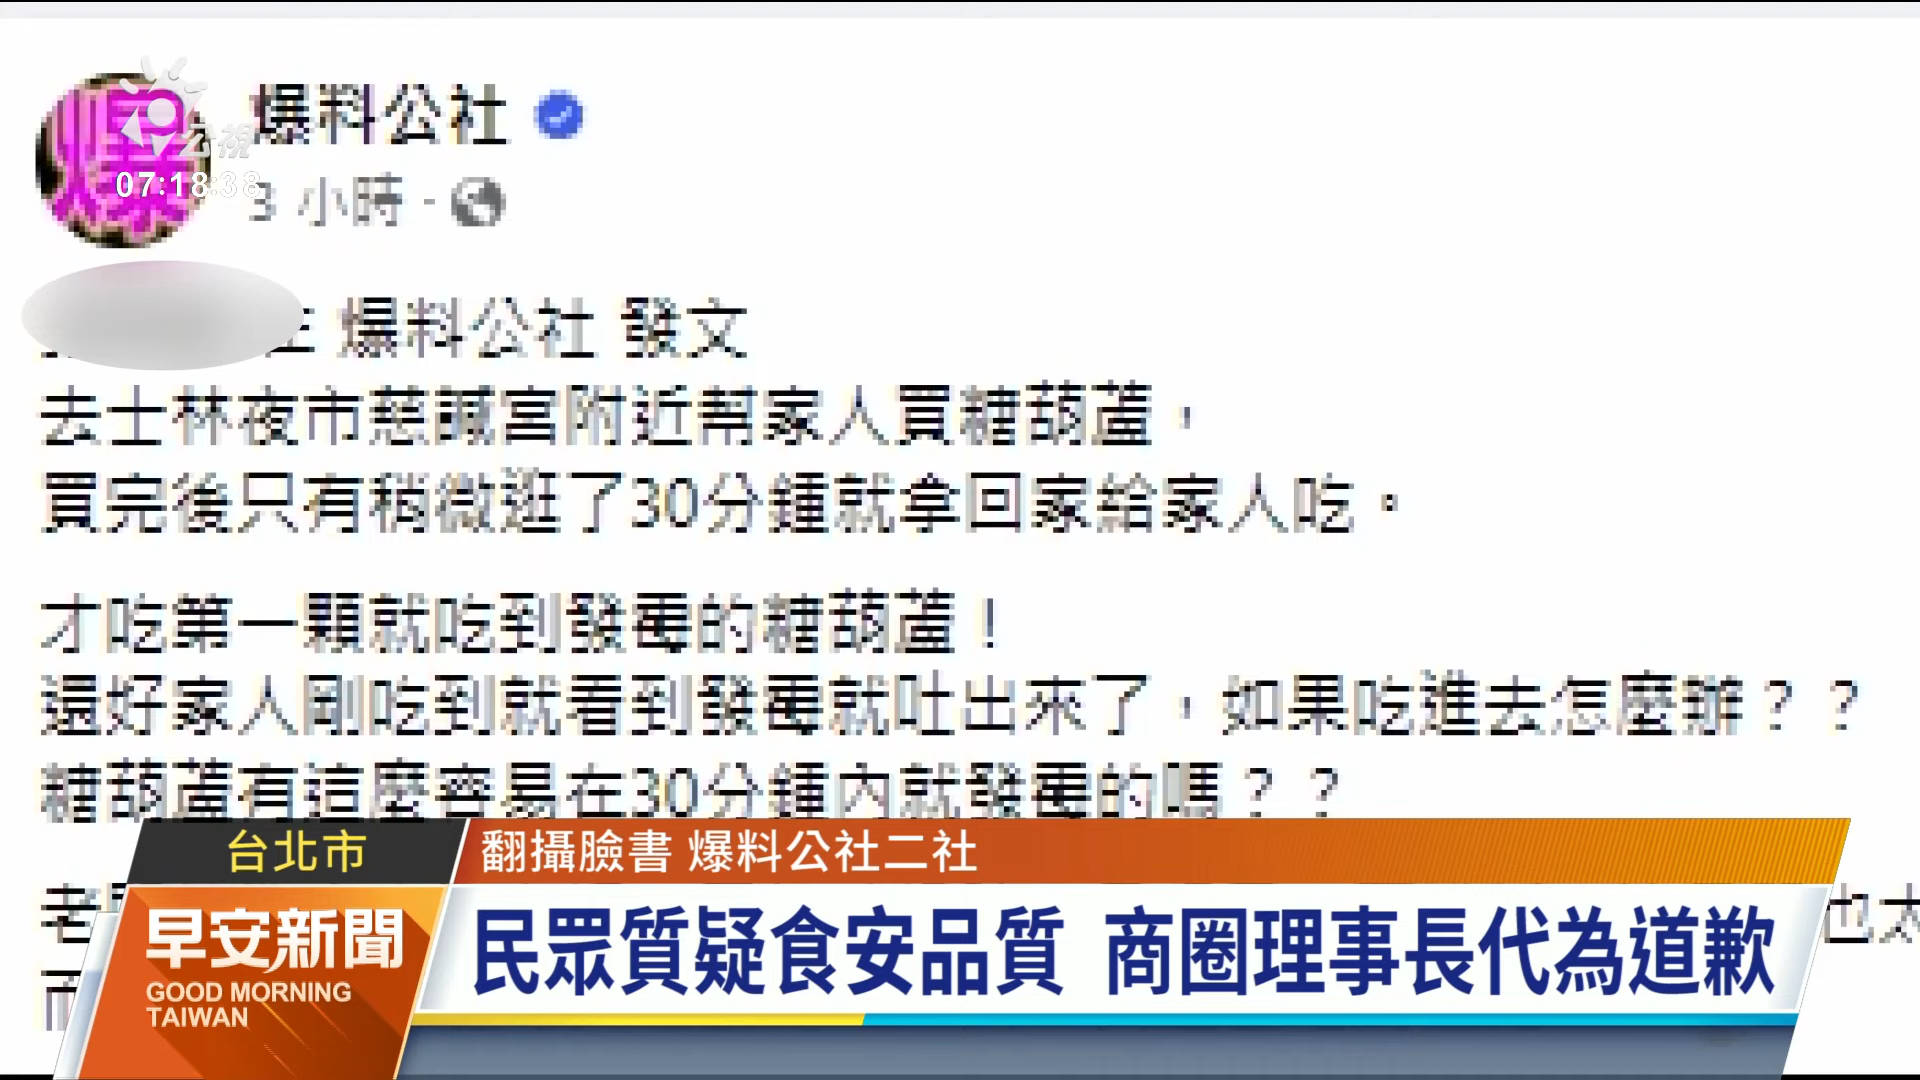 爆料公社
公視
07:18:38
3 小時 ·
爆料公社 發文
去士林夜市慈諴宮附近幫家人買糖葫蘆，
買完後只有稍微逛了30分鐘就拿回家給家人吃。
才吃第一顆就吃到發霉的糖葫蘆！
還好家人剛吃到就看到發霉就吐出來了，如果吃進去怎麼辦？？
糖葫蘆有這麼容易在30分鐘內就發霉的嗎？？
老
也太
而
台北市
翻攝臉書 爆料公社二社
早安新聞
GOOD MORNING
TAIWAN
民眾質疑食安品質 商圈理事長代為道歉